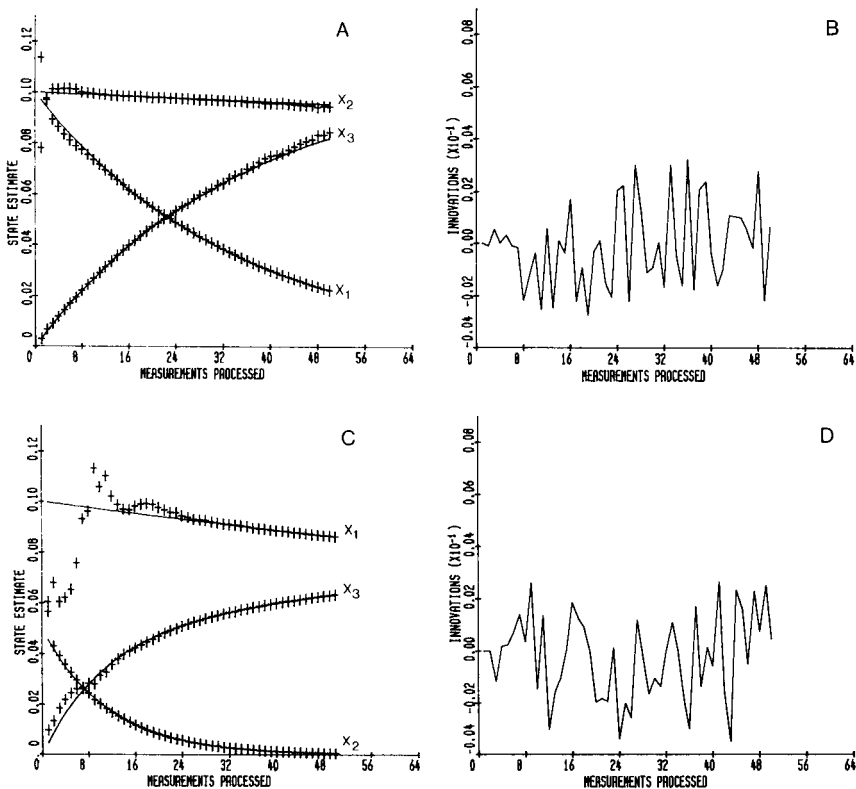 A
STATE ESTIMATE
0.12
0.10
0.08
0.06
0.04
0.02
0
X2
X3
X1
0 8 16 24 32 40 48 56 64
MEASUREMENTS PROCESSED
B
INNOVATIONS (X10⁻¹)
0.08
0.06
0.04
0.02
0.00
-0.02
-0.04
0 8 16 24 32 40 48 56 64
MEASUREMENTS PROCESSED
C
STATE ESTIMATE
0.12
0.10
0.08
0.06
0.04
0.02
0
X1
X3
X2
0 8 16 24 32 40 48 56 64
MEASUREMENTS PROCESSED
D
INNOVATIONS (X10⁻¹)
0.08
0.06
0.04
0.02
0.00
-0.02
-0.04
0 8 16 24 32 40 48 56 64
MEASUREMENTS PROCESSED